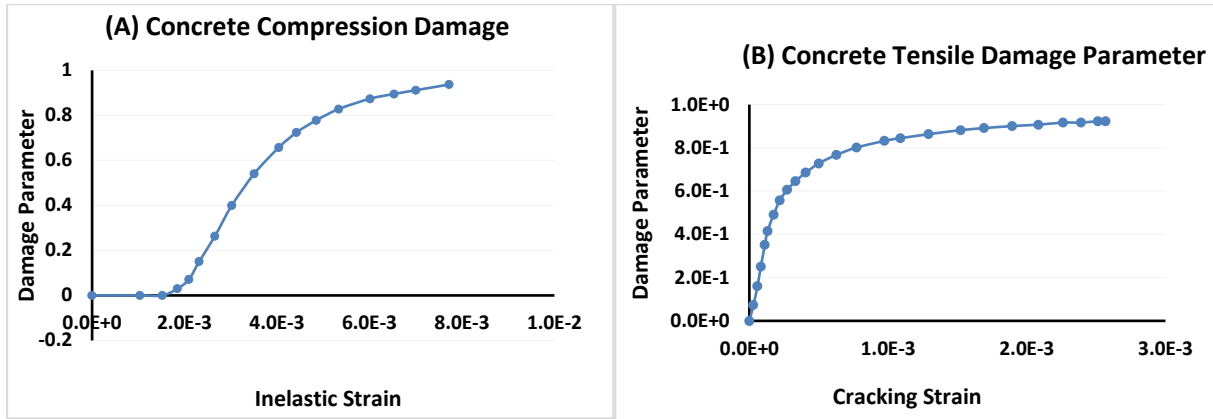 (A) Concrete Compression Damage
Damage Parameter
1
0.8
0.6
0.4
0.2
0
-0.2
0.0E+0 2.0E-3 4.0E-3 6.0E-3 8.0E-3 1.0E-2
Inelastic Strain
(B) Concrete Tensile Damage Parameter
Damage Parameter
1.0E+0
8.0E-1
6.0E-1
4.0E-1
2.0E-1
0.0E+0
0.0E+0 1.0E-3 2.0E-3 3.0E-3
Cracking Strain